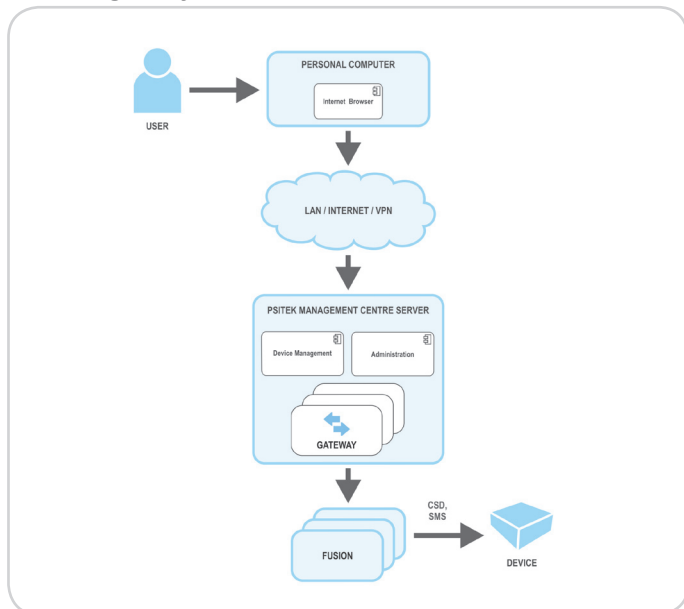 PERSONAL COMPUTER
Internet Browser
USER
LAN / INTERNET / VPN
PSITEK MANAGEMENT CENTRE SERVER
Device Management
Administration
GATEWAY
CSD,
SMS
FUSION
DEVICE